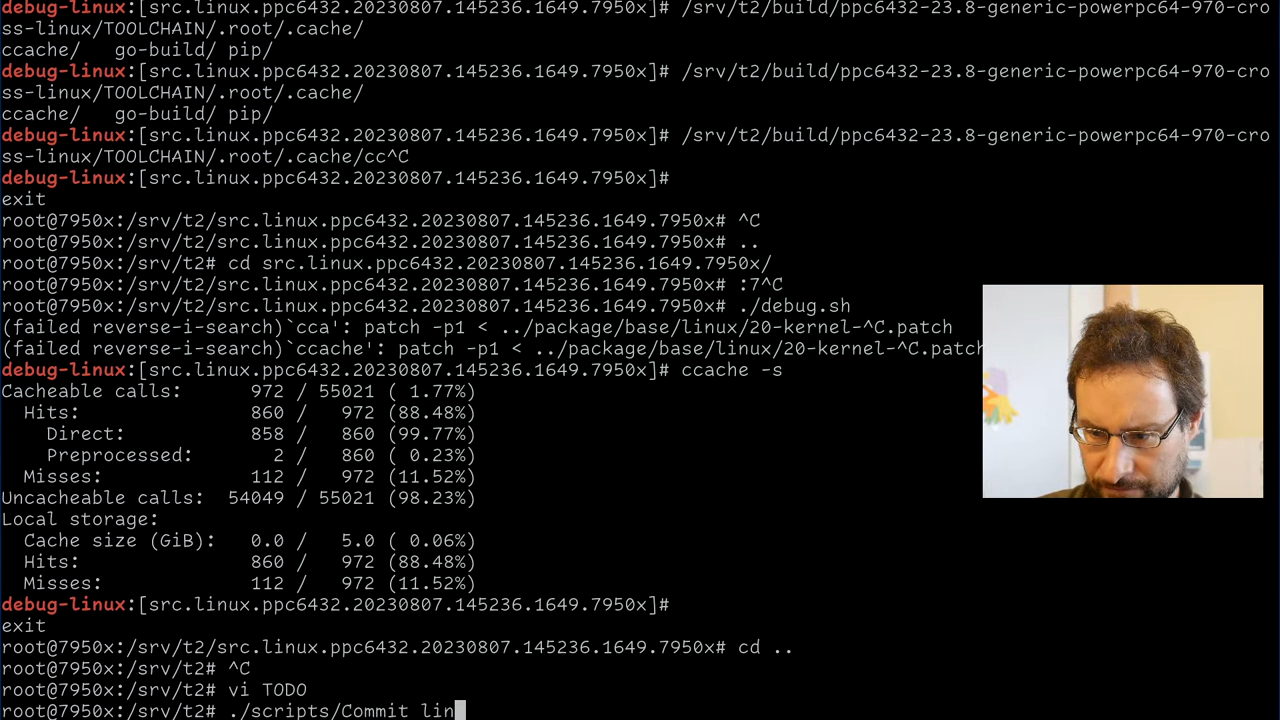 debug-linux:[src.linux.ppc6432.20230807.145236.1649.7950x]# /srv/t2/build/ppc6432-23.8-generic-powerpc64-970-cro
ss-linux/TOOLCHAIN/.root/.cache/
ccache/   go-build/ pip/
debug-linux:[src.linux.ppc6432.20230807.145236.1649.7950x]# /srv/t2/build/ppc6432-23.8-generic-powerpc64-970-cro
ss-linux/TOOLCHAIN/.root/.cache/
ccache/   go-build/ pip/
debug-linux:[src.linux.ppc6432.20230807.145236.1649.7950x]# /srv/t2/build/ppc6432-23.8-generic-powerpc64-970-cro
ss-linux/TOOLCHAIN/.root/.cache/cc^C
debug-linux:[src.linux.ppc6432.20230807.145236.1649.7950x]#
exit
root@7950x:/srv/t2/src.linux.ppc6432.20230807.145236.1649.7950x# ^C
root@7950x:/srv/t2/src.linux.ppc6432.20230807.145236.1649.7950x# ..
root@7950x:/srv/t2# cd src.linux.ppc6432.20230807.145236.1649.7950x/
root@7950x:/srv/t2/src.linux.ppc6432.20230807.145236.1649.7950x# :7^C
root@7950x:/srv/t2/src.linux.ppc6432.20230807.145236.1649.7950x# ./debug.sh
(failed reverse-i-search)`cca': patch -p1 < ../package/base/linux/20-kernel-^C.patch
(failed reverse-i-search)`ccache': patch -p1 < ../package/base/linux/20-kernel-^C.patch
debug-linux:[src.linux.ppc6432.20230807.145236.1649.7950x]# ccache -s
Cacheable calls:      972 / 55021 ( 1.77%)
  Hits:               860 /   972 (88.48%)
    Direct:           858 /   860 (99.77%)
    Preprocessed:       2 /   860 ( 0.23%)
  Misses:             112 /   972 (11.52%)
Uncacheable calls:  54049 / 55021 (98.23%)
Local storage:
  Cache size (GiB):   0.0 /   5.0 ( 0.06%)
  Hits:               860 /   972 (88.48%)
  Misses:             112 /   972 (11.52%)
debug-linux:[src.linux.ppc6432.20230807.145236.1649.7950x]#
exit
root@7950x:/srv/t2/src.linux.ppc6432.20230807.145236.1649.7950x# cd ..
root@7950x:/srv/t2# ^C
root@7950x:/srv/t2# vi TODO
root@7950x:/srv/t2# ./scripts/Commit lin